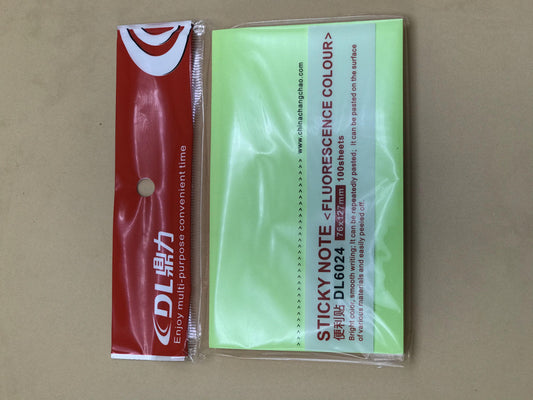 DL鼎力
Enjoy multi-purpose convenient time
www.chinachangchao.com
STICKY NOTE <FLUORESCENCE COLOUR>
便利贴 DL6024 76x127mm 100sheets
Bright color, smooth writing; It can be repeatedly pasted; It can be pasted on the surface
of various materials and easily peeled off.